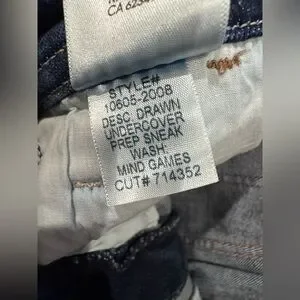 STYLE#
10605-2008
DESC. DRAWN
UNDERCOVER
PREP SNEAK
WASH:
MIND GAMES
CUT# 714352